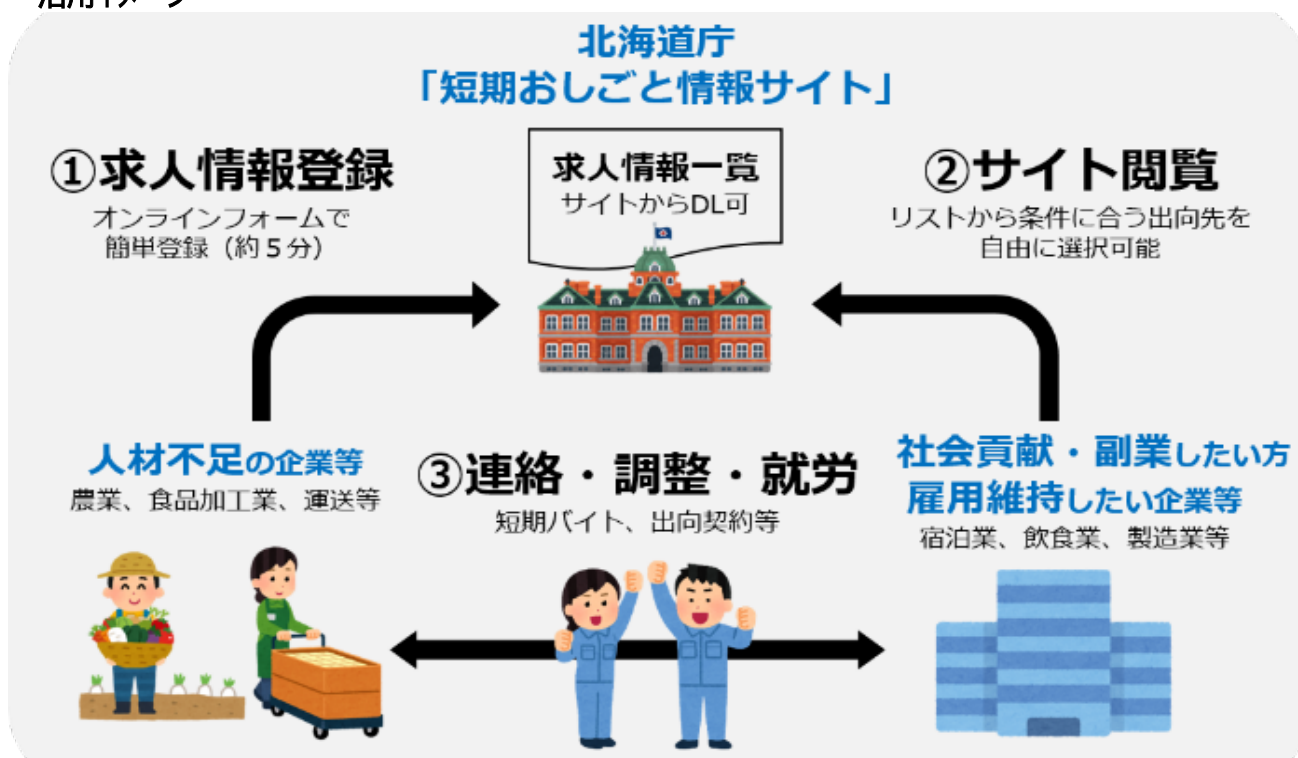 北海道庁
「短期おしごと情報サイト」
①求人情報登録
オンラインフォームで
簡単登録（約５分）
求人情報一覧
サイトからDL可
②サイト閲覧
リストから条件に合う出向先を
自由に選択可能
人材不足の企業等
農業、食品加工業、運送等
③連絡・調整・就労
短期バイト、出向契約等
社会貢献・副業したい方
雇用維持したい企業等
宿泊業、飲食業、製造業等